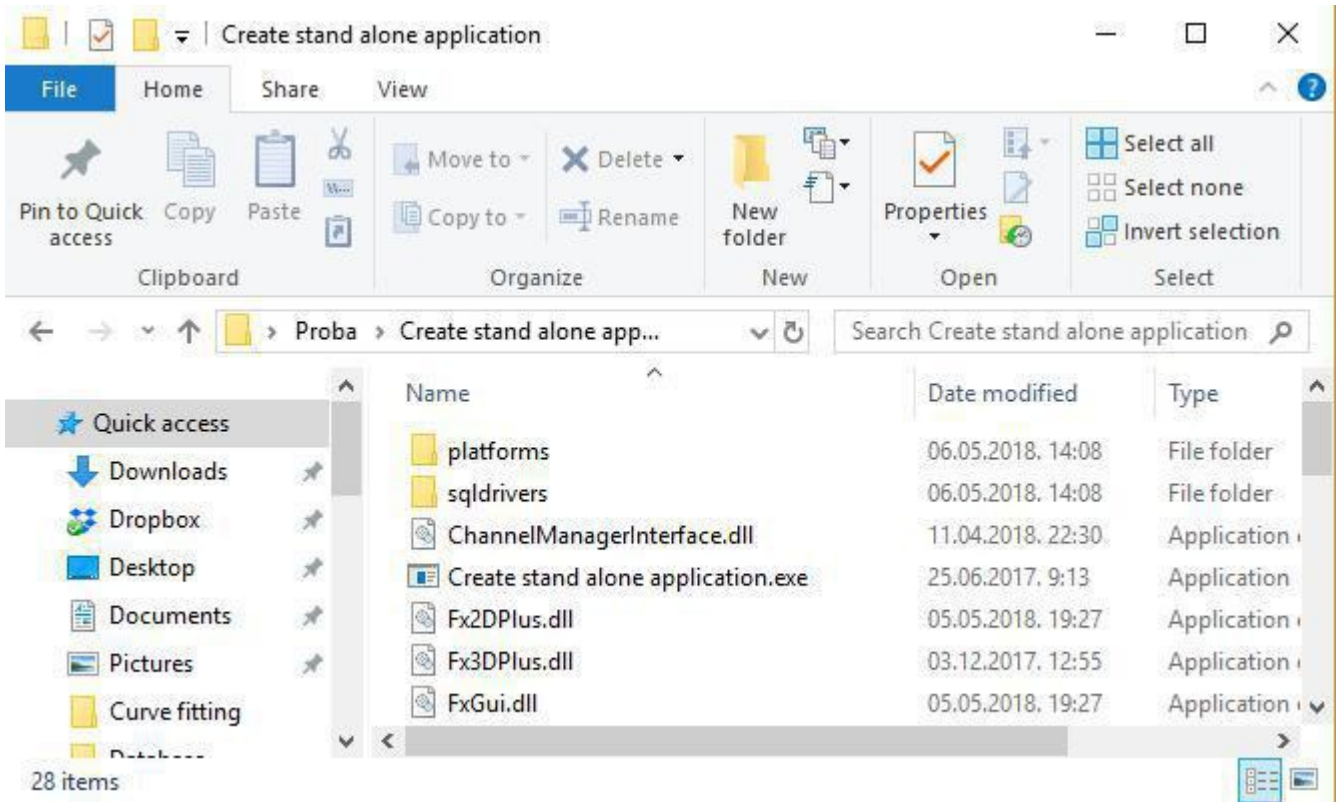 Create stand alone application
File Home Share View
Pin to Quick access
Copy
Paste
Move to
Copy to
Delete
Rename
New folder
Properties
Select all
Select none
Invert selection
Clipboard Organize New Open Select
Proba Create stand alone app... Search Create stand alone application
Name Date modified Type
Quick access
Downloads
Dropbox
Desktop
Documents
Pictures
Curve fitting
Database
platforms 06.05.2018. 14:08 File folder
sqldrivers 06.05.2018. 14:08 File folder
ChannelManagerInterface.dll 11.04.2018. 22:30 Application
Create stand alone application.exe 25.06.2017. 9:13 Application
Fx2DPlus.dll 05.05.2018. 19:27 Application
Fx3DPlus.dll 03.12.2017. 12:55 Application
FxGui.dll 05.05.2018. 19:27 Application
28 items